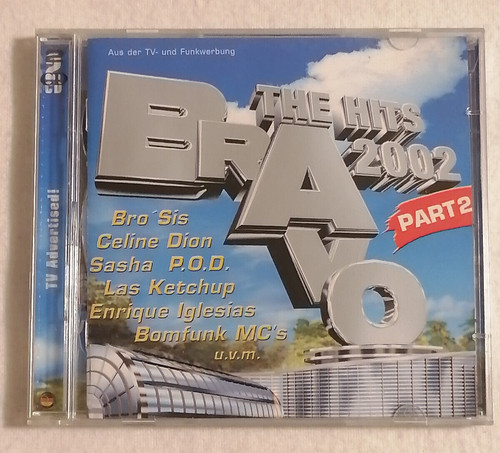 Aus der TV- und Funkwerbung
BRAVO
THE HITS
2002
PART 2
Bro´Sis
Celine Dion
Sasha P.O.D.
Las Ketchup
Enrique Iglesias
Bomfunk MC's
u.v.m.
TV Advertised!